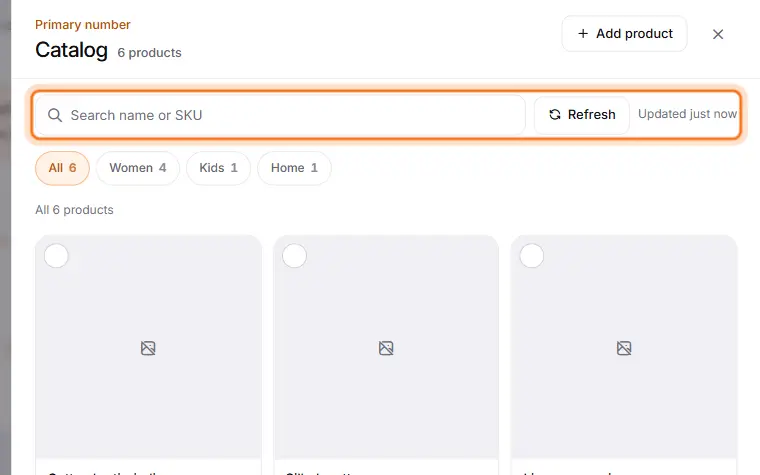 Primary number
Catalog 6 products
+ Add product
Search name or SKU
Refresh
Updated just now
All 6
Women 4
Kids 1
Home 1
All 6 products